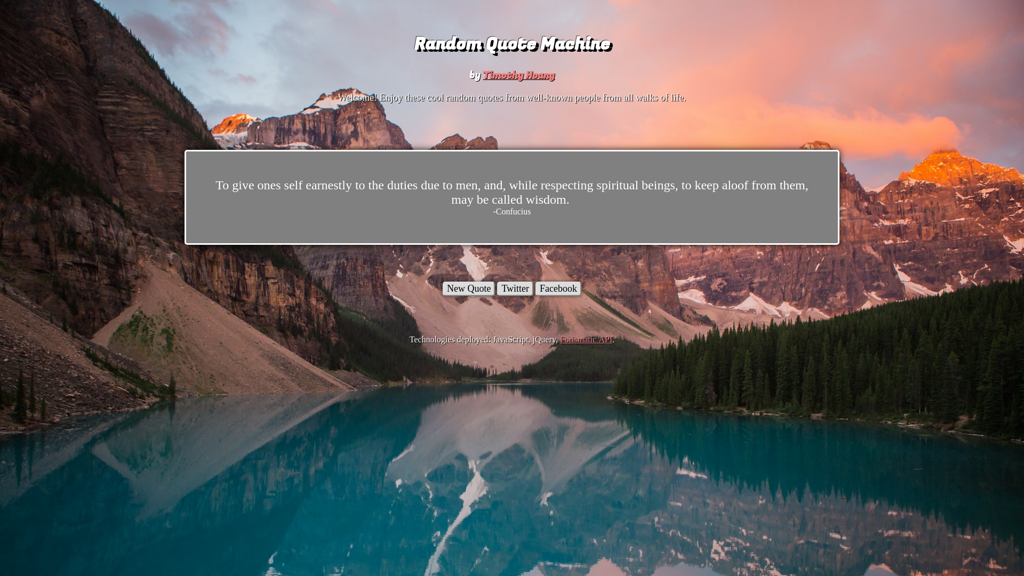 Random Quote Machine
by Timothy Hoang
Welcome! Enjoy these cool random quotes from well-known people from all walks of life.
To give ones self earnestly to the duties due to men, and, while respecting spiritual beings, to keep aloof from them,
may be called wisdom.
-Confucius
New Quote Twitter Facebook
Technologies deployed: JavaScript, jQuery, Forismatic API.